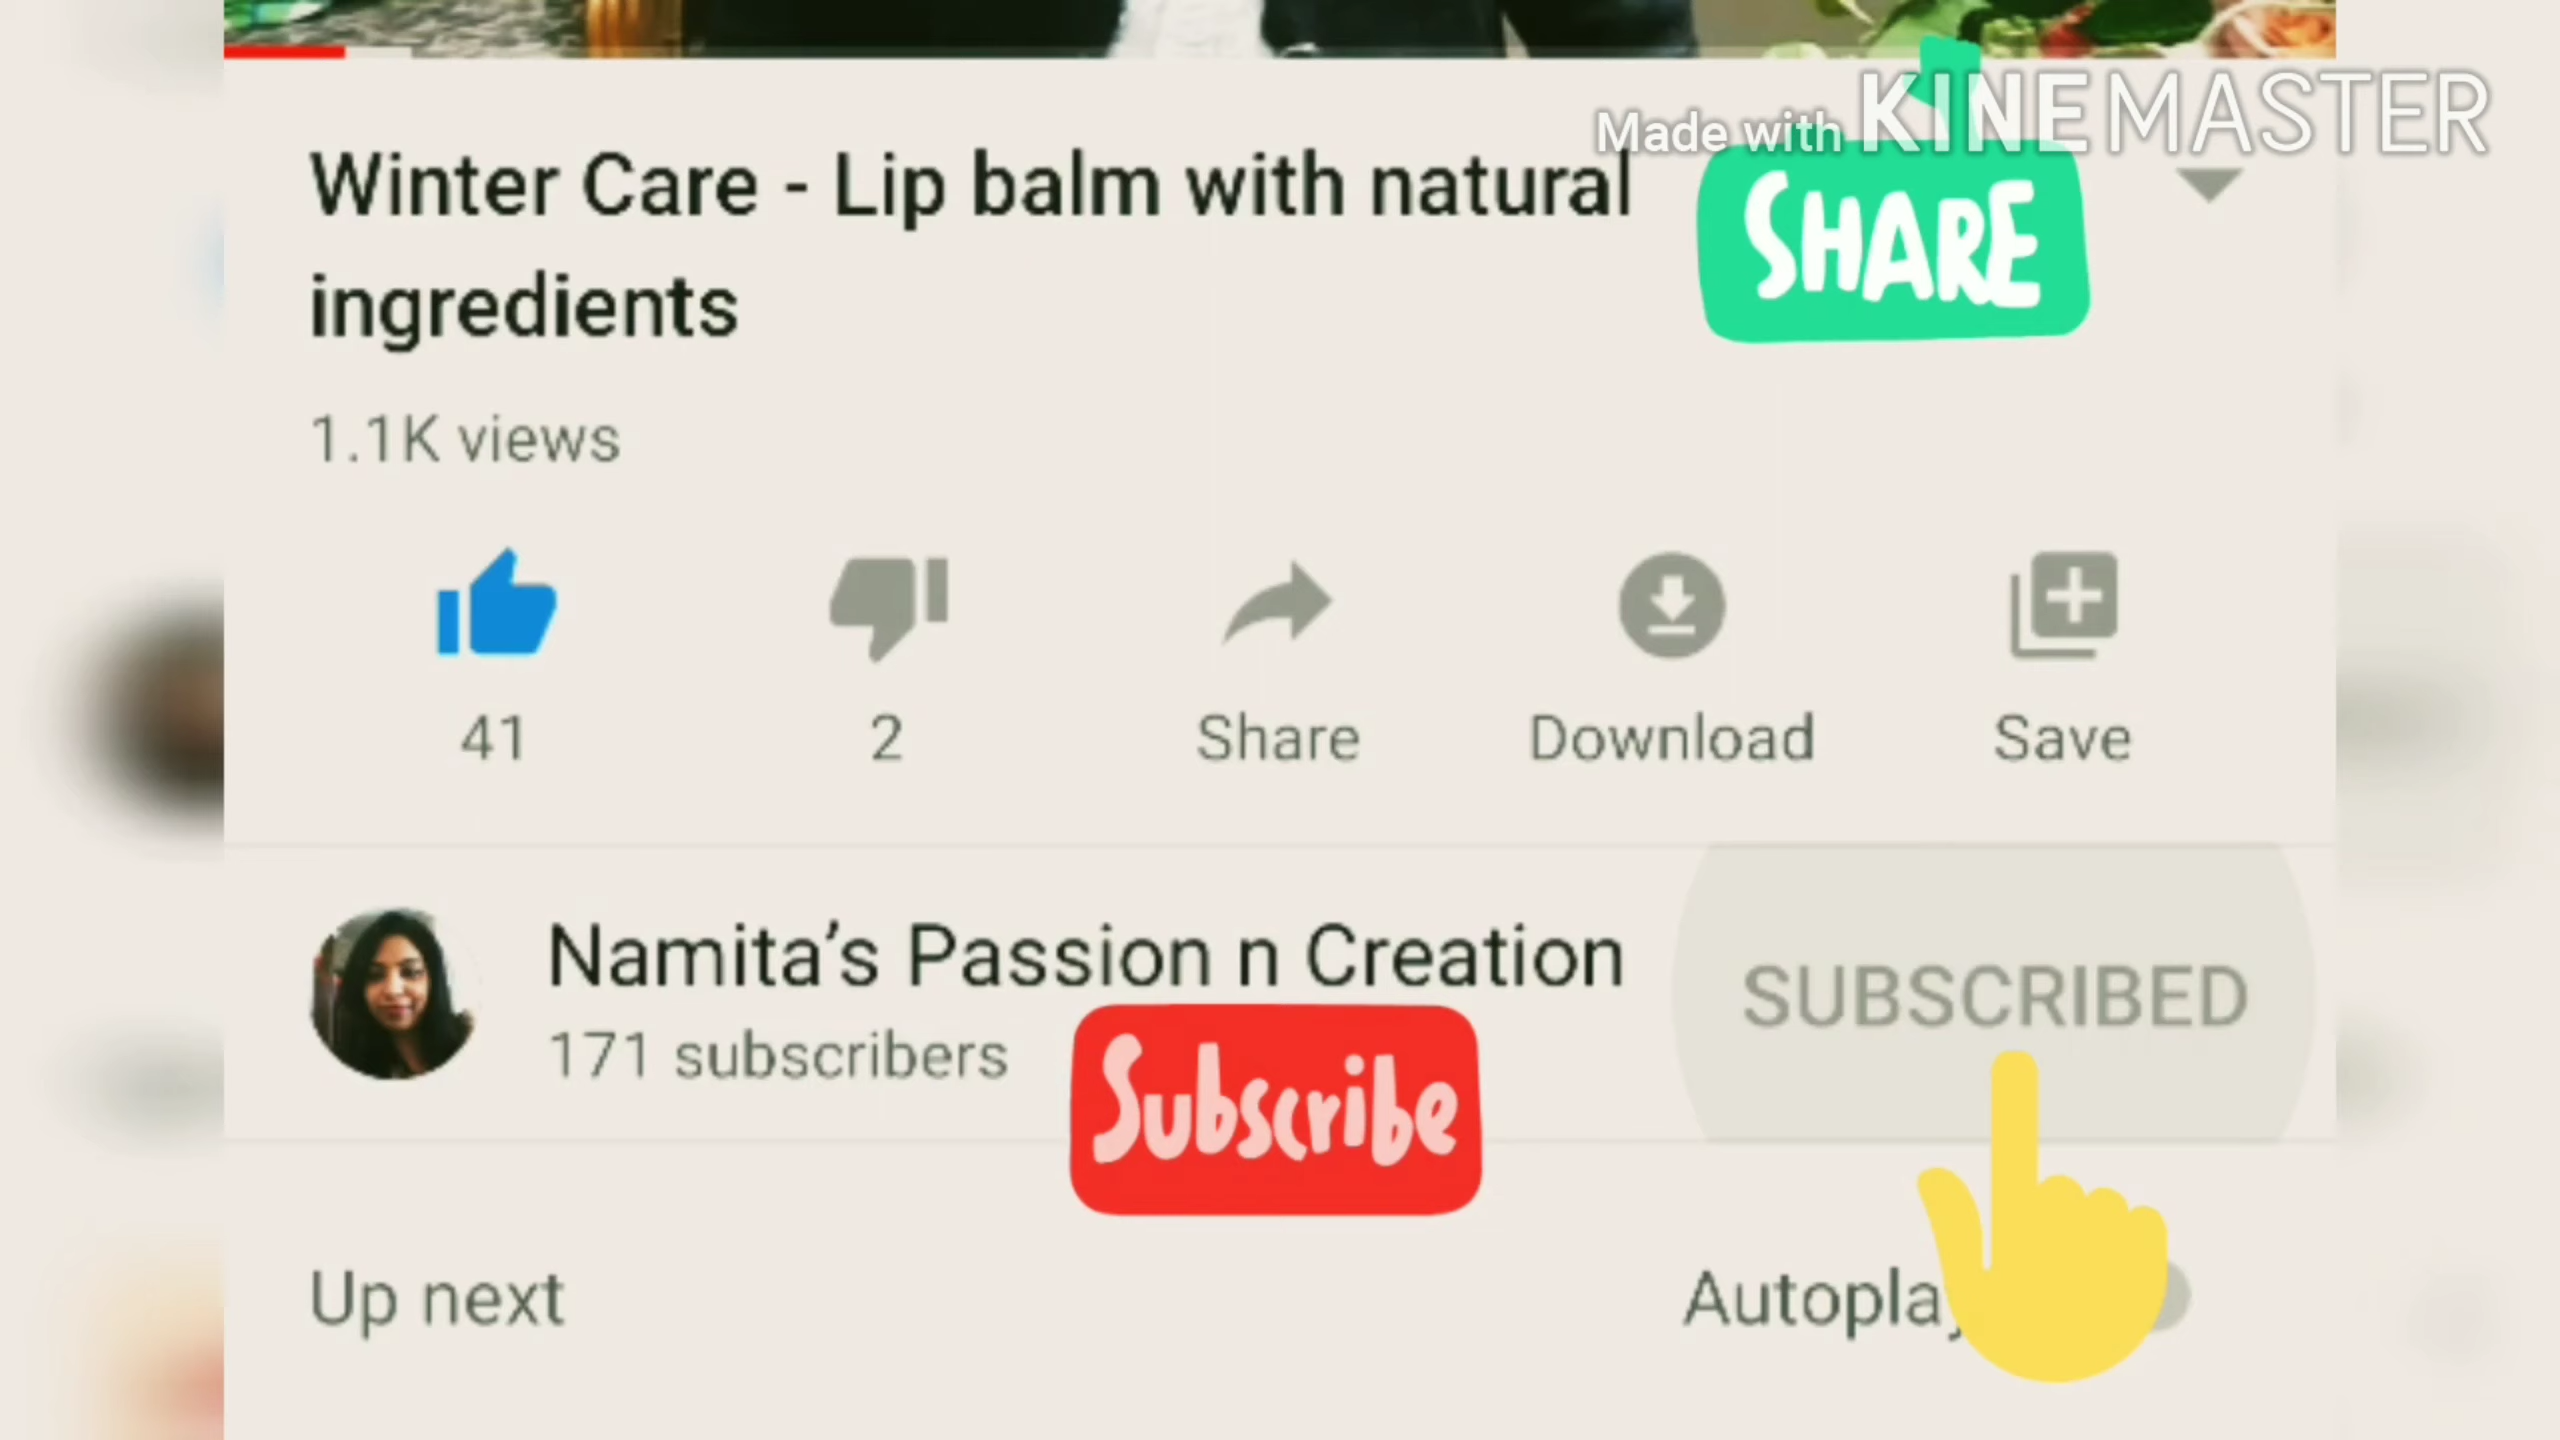 Made with KINEMASTER
Winter Care - Lip balm with natural
ingredients
SHARE
1.1K views
41
2
Share
Download
Save
Namita’s Passion n Creation
171 subscribers
SUBSCRIBED
Subscribe
Up next
Autoplay